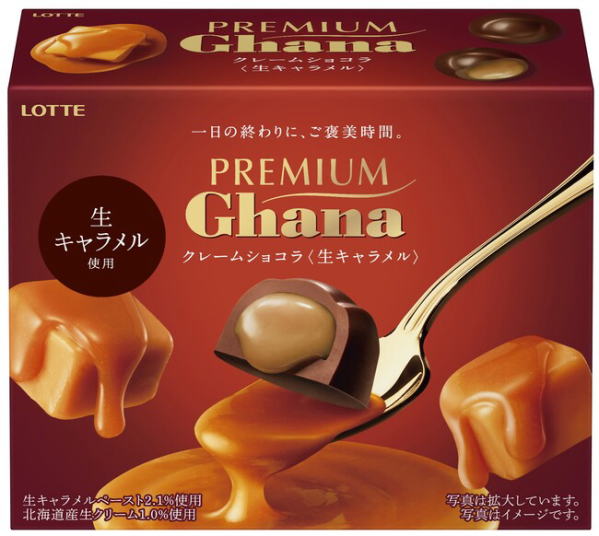 LOTTE
PREMIUM
Ghana
クレームショコラ
〈生キャラメル〉
LOTTE
一日の終わりに、ご褒美時間。
PREMIUM
Ghana
クレームショコラ〈生キャラメル〉
生
キャラメル
使用
生キャラメルペースト2.1%使用
北海道産生クリーム1.0%使用
写真は拡大しています。
写真はイメージです。